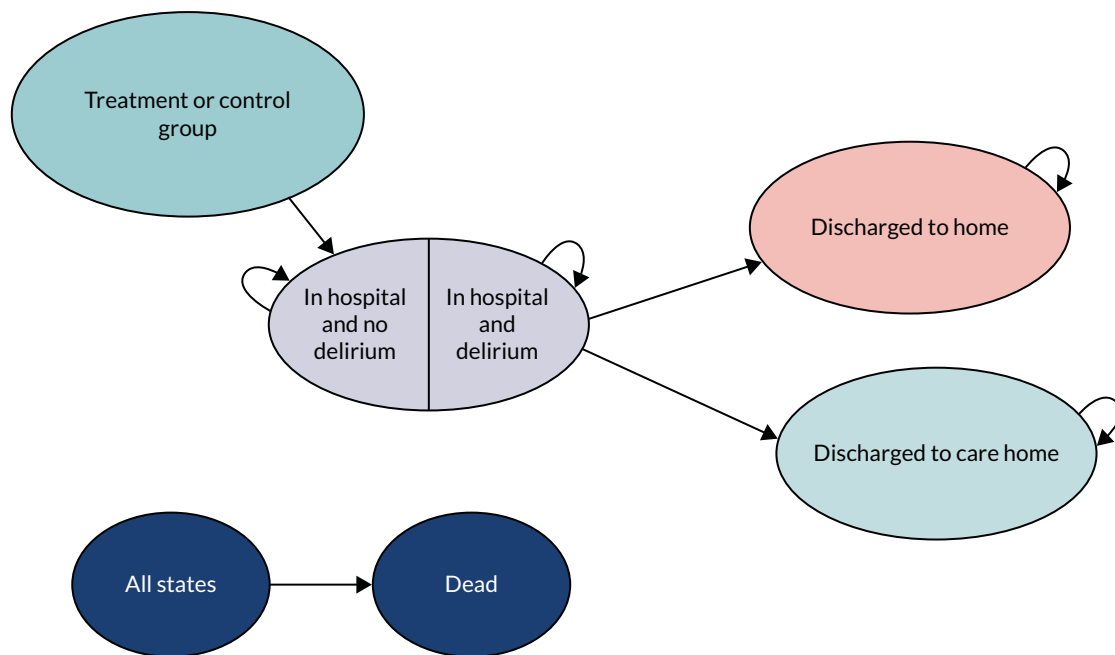 Treatment or control
group
In hospital
and no
delirium
In hospital
and
delirium
Discharged to home
Discharged to care home
All states
Dead